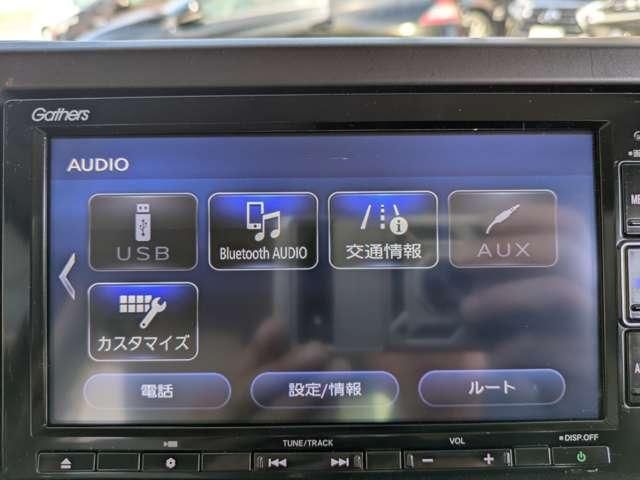 Gathers
AUDIO
USB
Bluetooth AUDIO
交通情報
AUX
カスタマイズ
電話
設定/情報
ルート
TUNE/TRACK
VOL
DISP.OFF